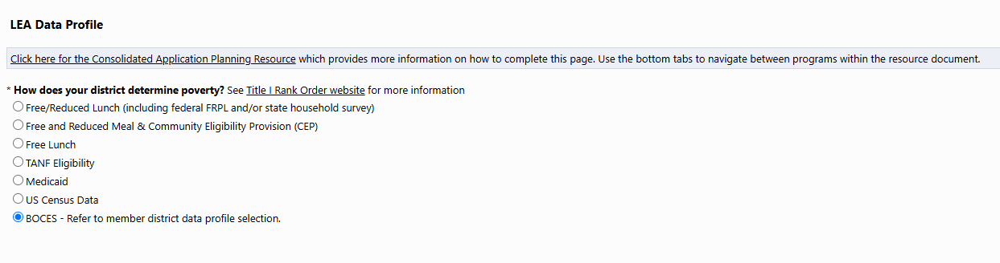 LEA Data Profile
Click here for the Consolidated Application Planning Resource which provides more information on how to complete this page. Use the bottom tabs to navigate between programs within the resource document.
* How does your district determine poverty? See Title I Rank Order website for more information
Free/Reduced Lunch (including federal FRPL and/or state household survey)
Free and Reduced Meal & Community Eligibility Provision (CEP)
Free Lunch
TANF Eligibility
Medicaid
US Census Data
BOCES - Refer to member district data profile selection.